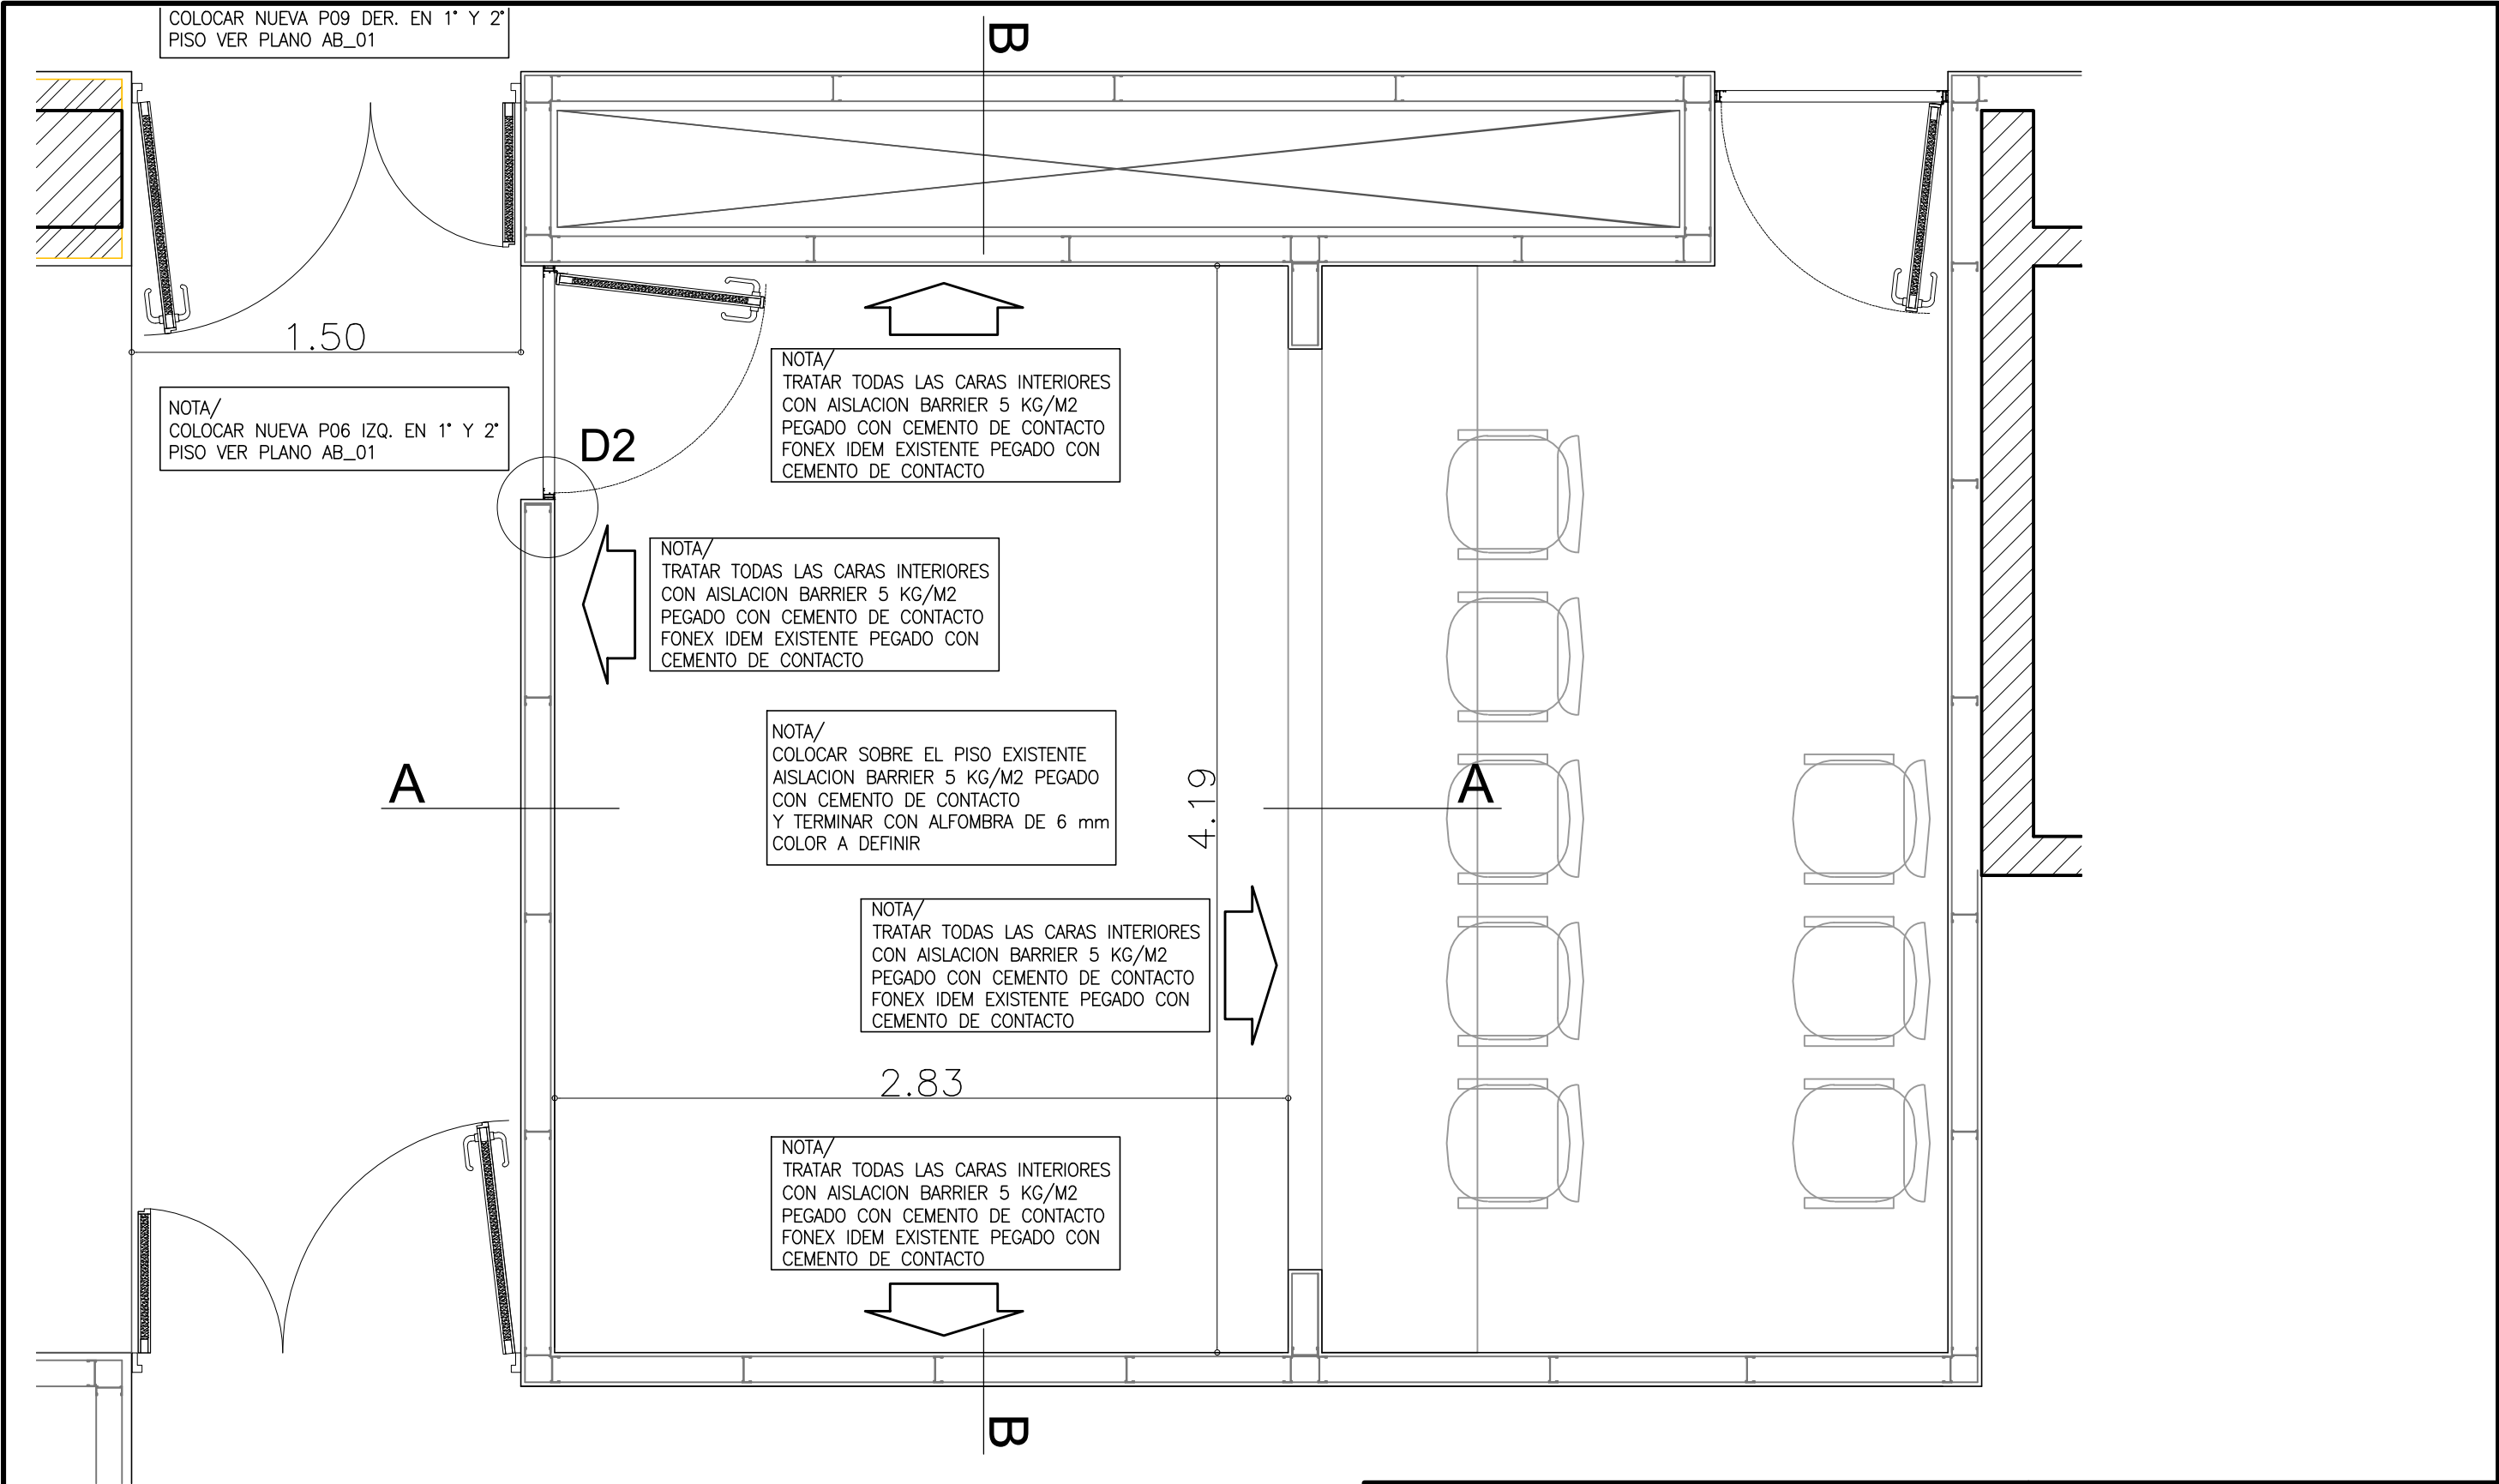 COLOCAR NUEVA P09 DER. EN 1° Y 2°
PISO VER PLANO AB_01
B
1.50
NOTA/
COLOCAR NUEVA P06 IZQ. EN 1° Y 2°
PISO VER PLANO AB_01
D2
NOTA/
TRATAR TODAS LAS CARAS INTERIORES
CON AISLACION BARRIER 5 KG/M2
PEGADO CON CEMENTO DE CONTACTO
FONEX IDEM EXISTENTE PEGADO CON
CEMENTO DE CONTACTO
NOTA/
TRATAR TODAS LAS CARAS INTERIORES
CON AISLACION BARRIER 5 KG/M2
PEGADO CON CEMENTO DE CONTACTO
FONEX IDEM EXISTENTE PEGADO CON
CEMENTO DE CONTACTO
NOTA/
COLOCAR SOBRE EL PISO EXISTENTE
AISLACION BARRIER 5 KG/M2 PEGADO
CON CEMENTO DE CONTACTO
Y TERMINAR CON ALFOMBRA DE 6 mm
COLOR A DEFINIR
A
4.19
A
NOTA/
TRATAR TODAS LAS CARAS INTERIORES
CON AISLACION BARRIER 5 KG/M2
PEGADO CON CEMENTO DE CONTACTO
FONEX IDEM EXISTENTE PEGADO CON
CEMENTO DE CONTACTO
2.83
NOTA/
TRATAR TODAS LAS CARAS INTERIORES
CON AISLACION BARRIER 5 KG/M2
PEGADO CON CEMENTO DE CONTACTO
FONEX IDEM EXISTENTE PEGADO CON
CEMENTO DE CONTACTO
B